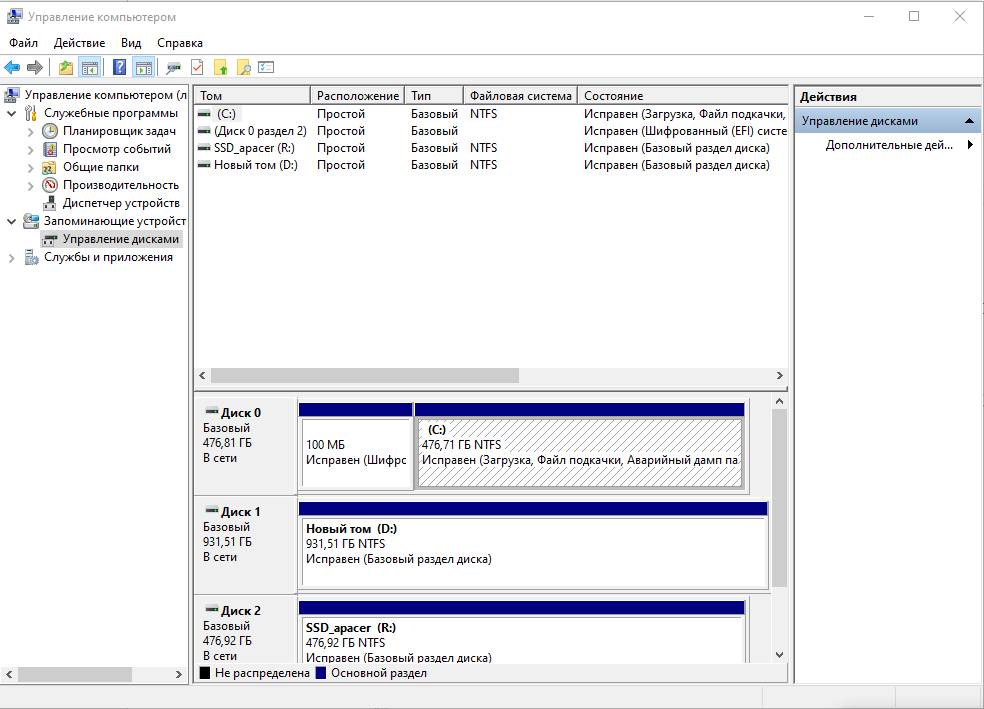 Управление компьютером
Файл Действие Вид Справка
Управление компьютером (л
Служебные программы
Планировщик задач
Просмотр событий
Общие папки
Производительность
Диспетчер устройств
Запоминающие устройст
Управление дисками
Службы и приложения
Том Расположение Тип Файловая система Состояние
(C:) Простой Базовый NTFS Исправен (Загрузка, Файл подкачки,
(Диск 0 раздел 2) Простой Базовый Исправен (Шифрованный (EFI) систе
SSD_apacer (R:) Простой Базовый NTFS Исправен (Базовый раздел диска)
Новый том (D:) Простой Базовый NTFS Исправен (Базовый раздел диска)
Диск 0
Базовый
476,81 ГБ
В сети
100 МБ
Исправен (Шифрс
(C:)
476,71 ГБ NTFS
Исправен (Загрузка, Файл подкачки, Аварийный дамп па
Диск 1
Базовый
931,51 ГБ
В сети
Новый том (D:)
931,51 ГБ NTFS
Исправен (Базовый раздел диска)
Диск 2
Базовый
476,92 ГБ
В сети
SSD_apacer (R:)
476,92 ГБ NTFS
Исправен (Базовый раздел диска)
Не распределена Основной раздел
Действия
Управление дисками
Дополнительные дей...